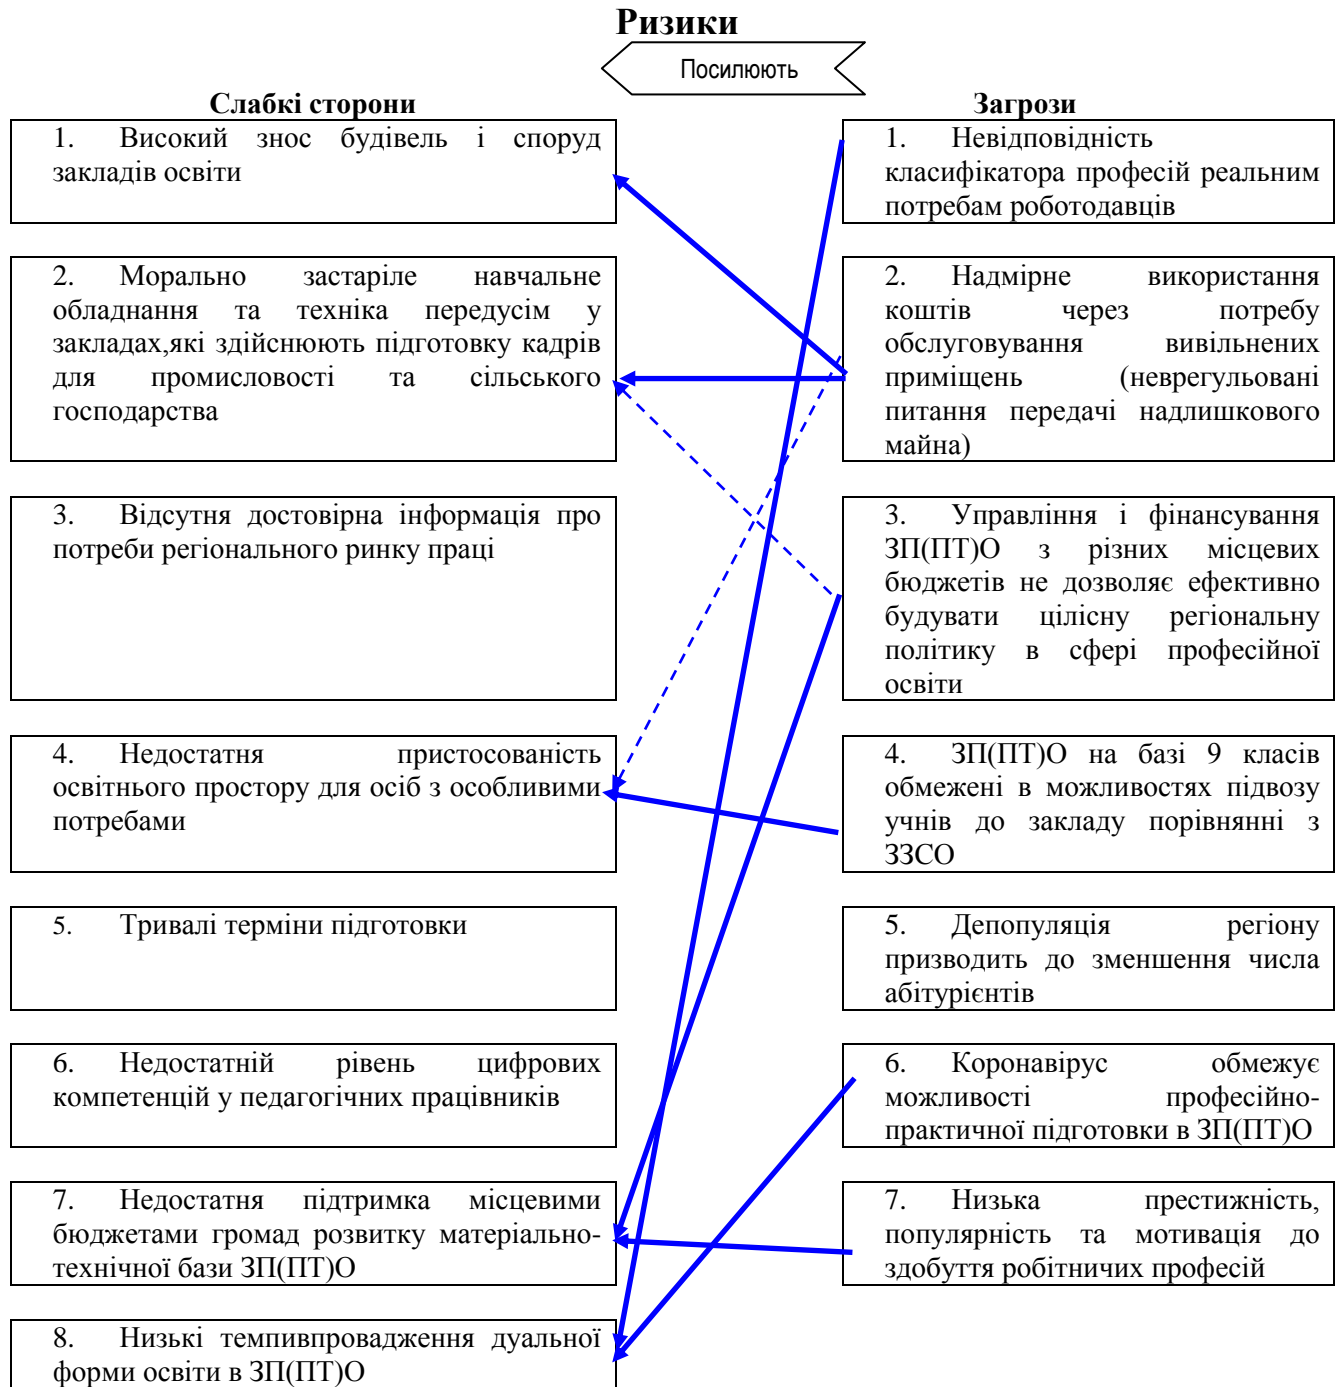 Ризики
Посилюють
Слабкі сторони
1. Високий знос будівель і споруд
закладів освіти
2. Морально застаріле навчальне
обладнання та техніка передусім у
закладах,які здійснюють підготовку кадрів
для промисловості та сільського
господарства
3. Відсутня достовірна інформація про
потреби регіонального ринку праці
4. Недостатня пристосованість
освітнього простору для осіб з особливими
потребами
5. Тривалі терміни підготовки
6. Недостатній рівень цифрових
компетенцій у педагогічних працівників
7. Недостатня підтримка місцевими
бюджетами громад розвитку матеріально-
технічної бази ЗП(ПТ)О
8. Низькі темпивпровадження дуальної
форми освіти в ЗП(ПТ)О
Загрози
1. Невідповідність
класифікатора професій реальним
потребам роботодавців
2. Надмірне використання
коштів через потребу
обслуговування вивільнених
приміщень (неврегульовані
питання передачі надлишкового
майна)
3. Управління і фінансування
ЗП(ПТ)О з різних місцевих
бюджетів не дозволяє ефективно
будувати цілісну регіональну
політику в сфері професійної
освіти
4. ЗП(ПТ)О на базі 9 класів
обмежені в можливостях підвозу
учнів до закладу порівнянні з
ЗЗСО
5. Депопуляція регіону
призводить до зменшення числа
абітурієнтів
6. Коронавірус обмежує
можливості професійно-
практичної підготовки в ЗП(ПТ)О
7. Низька престижність,
популярність та мотивація до
здобуття робітничих професій